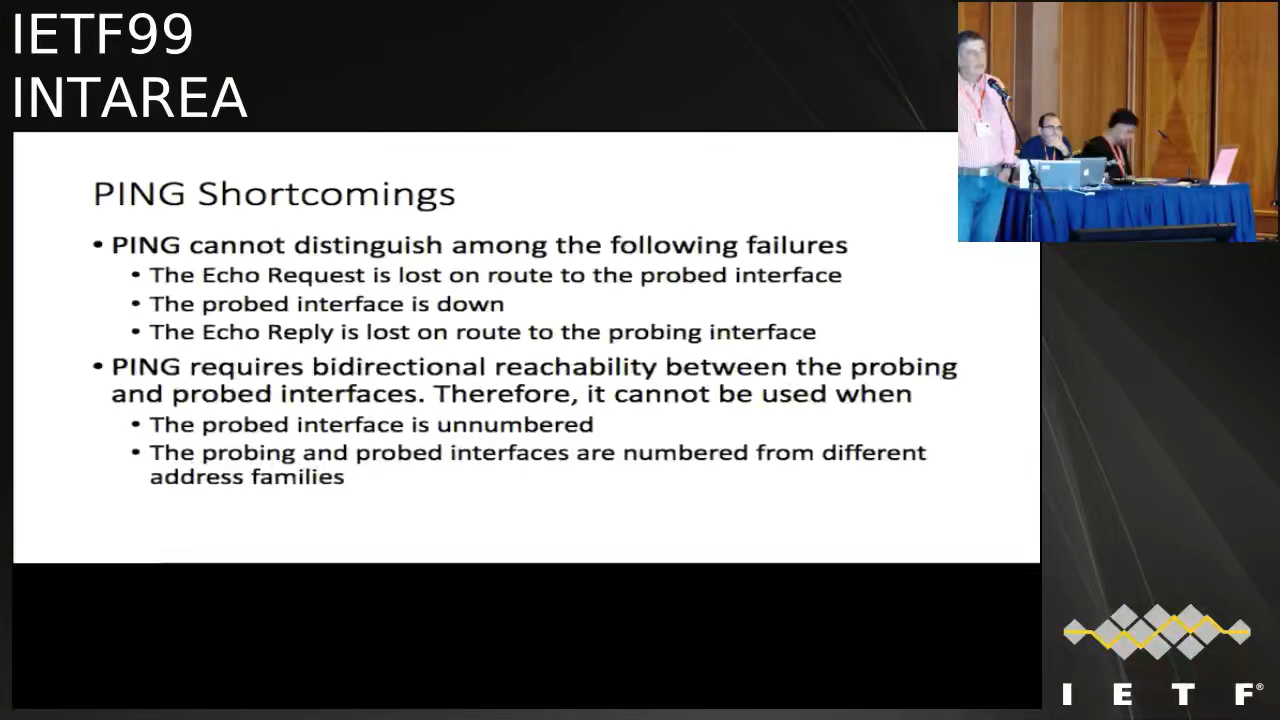 IETF99
INTAREA
PING Shortcomings
• PING cannot distinguish among the following failures
• The Echo Request is lost on route to the probed interface
• The probed interface is down
• The Echo Reply is lost on route to the probing interface
• PING requires bidirectional reachability between the probing
and probed interfaces. Therefore, it cannot be used when
• The probed interface is unnumbered
• The probing and probed interfaces are numbered from different
address families
I E T F®